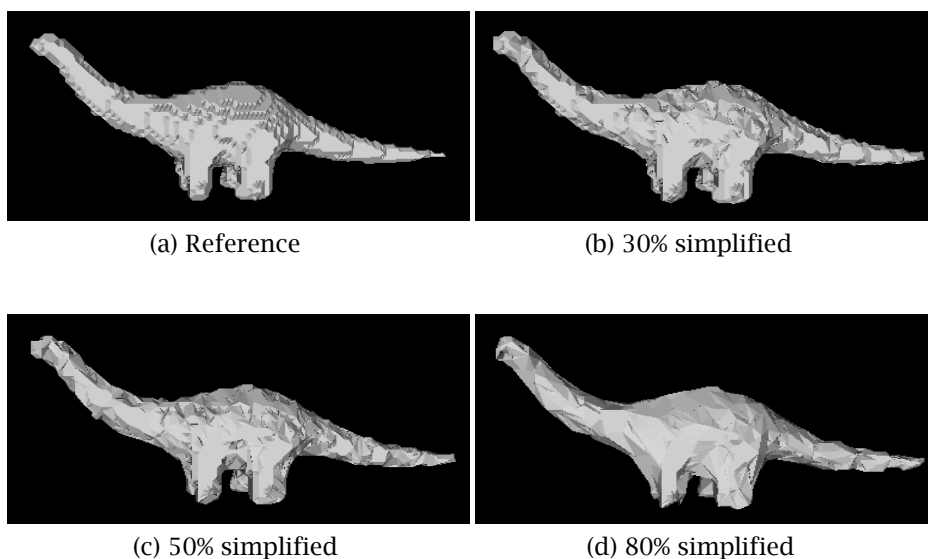 (a) Reference
(b) 30% simplified
(c) 50% simplified
(d) 80% simplified